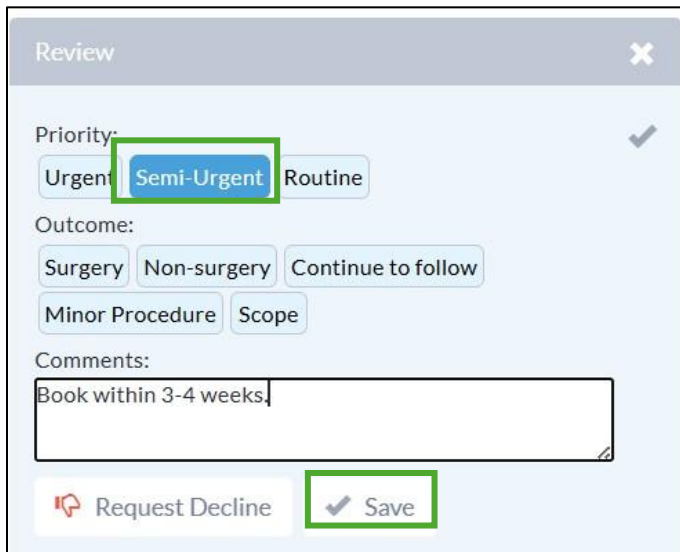 Review
Priority:
Urgent Semi-Urgent Routine
Outcome:
Surgery Non-surgery Continue to follow
Minor Procedure Scope
Comments:
Book within 3-4 weeks.
Request Decline Save